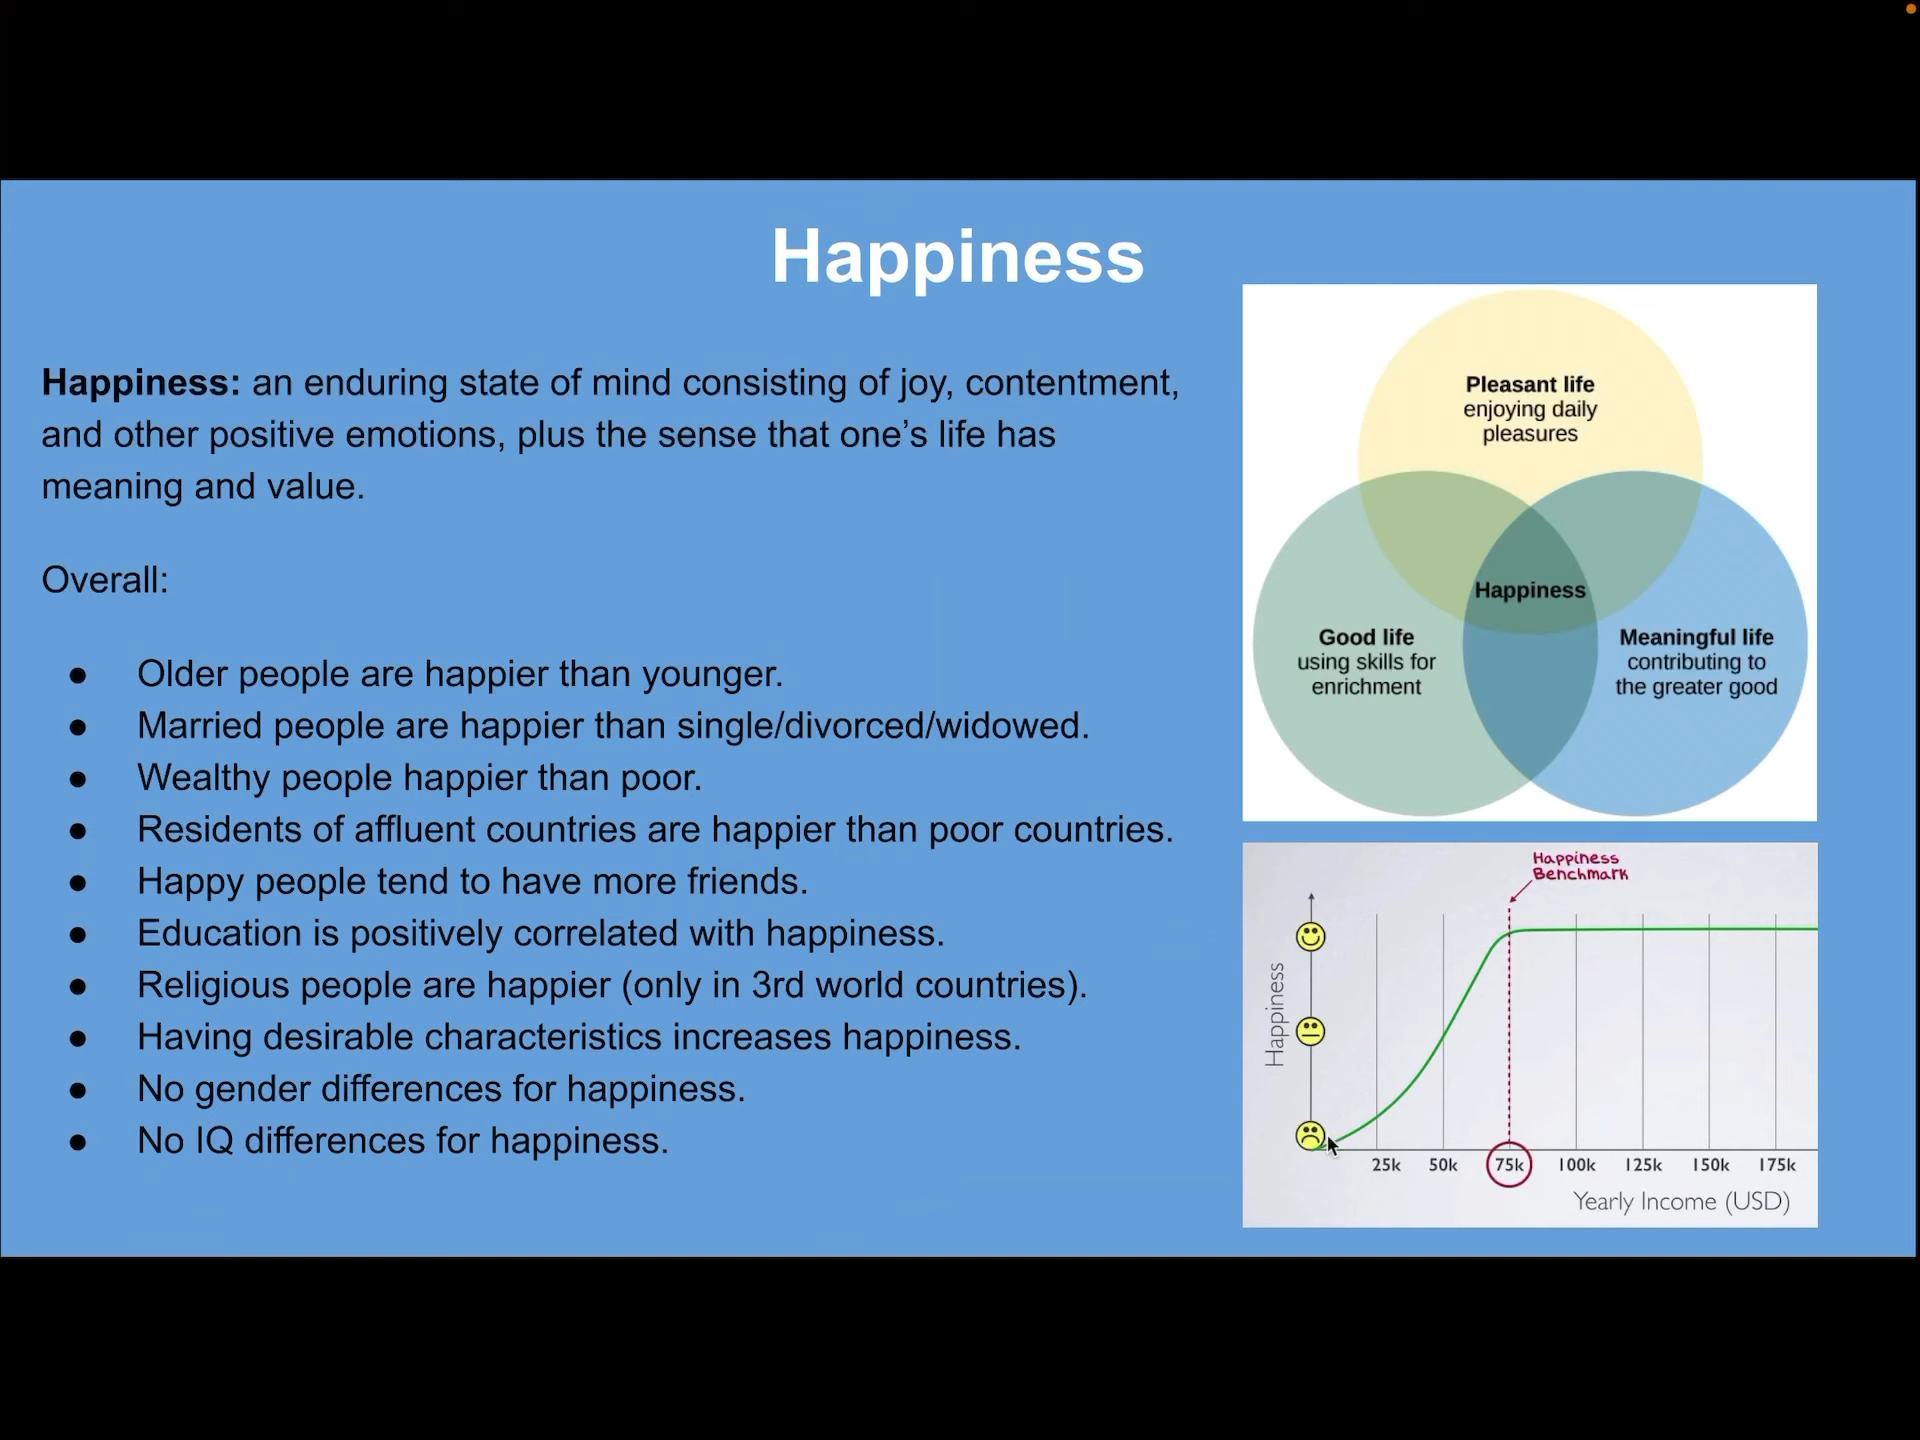 Happiness
Happiness: an enduring state of mind consisting of joy, contentment,
and other positive emotions, plus the sense that one’s life has
meaning and value.
Overall:
● Older people are happier than younger.
● Married people are happier than single/divorced/widowed.
● Wealthy people happier than poor.
● Residents of affluent countries are happier than poor countries.
● Happy people tend to have more friends.
● Education is positively correlated with happiness.
● Religious people are happier (only in 3rd world countries).
● Having desirable characteristics increases happiness.
● No gender differences for happiness.
● No IQ differences for happiness.
Pleasant life
enjoying daily
pleasures
Happiness
Good life
using skills for
enrichment
Meaningful life
contributing to
the greater good
Happiness
Benchmark
Happiness
25k 50k 75k 100k 125k 150k 175k
Yearly Income (USD)